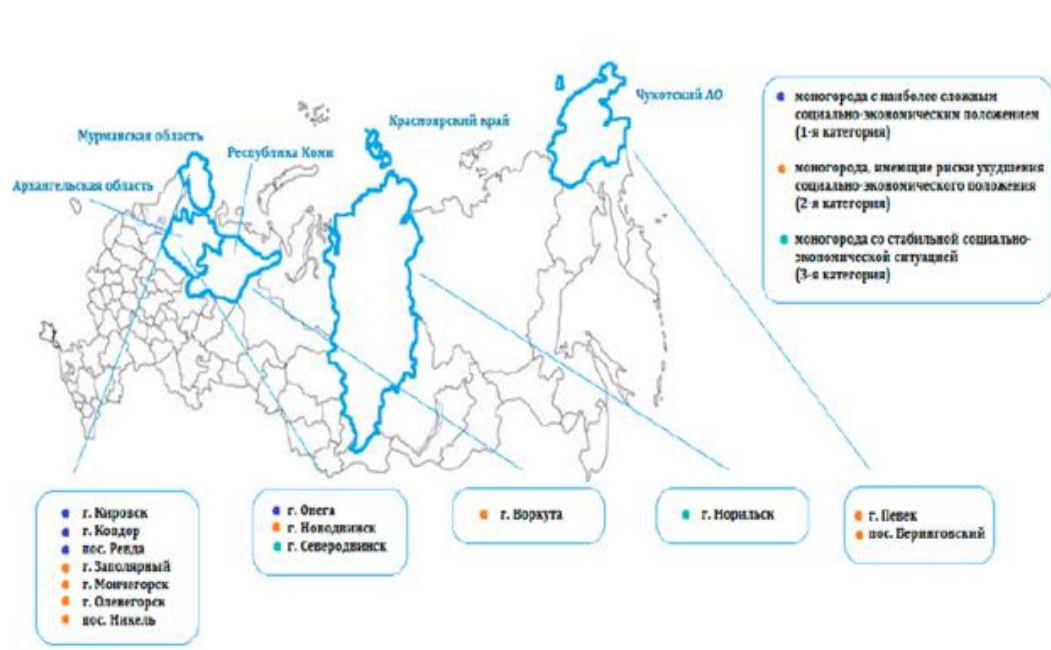 Чукотский АО
Красноярский край
Мурманская область
Республика Коми
Архангельская область
моногорода с наиболее сложным
социально-экономическим положением
(1-я категория)
моногорода, имеющие риски ухудшения
социально-экономического положения
(2-я категория)
моногорода со стабильной социально-
экономической ситуацией
(3-я категория)
г. Кировск
г. Ковдор
пос. Ревда
г. Заполярный
г. Мончегорск
г. Оленегорск
пос. Никель
г. Онега
г. Новодвинск
г. Северодвинск
г. Воркута
г. Норильск
г. Певек
пос. Беринговский